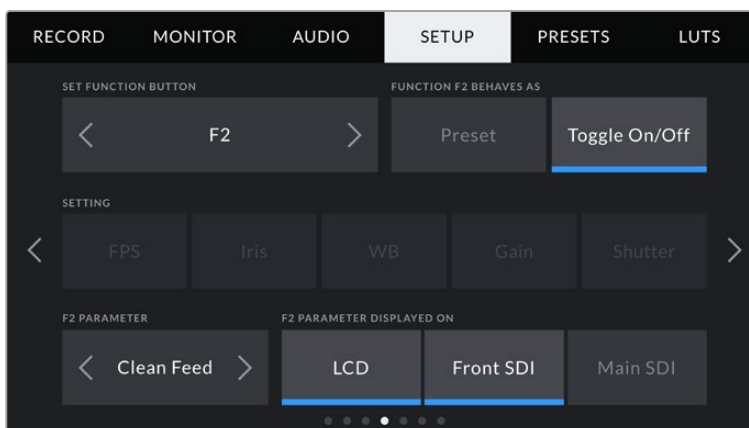 RECORD MONITOR AUDIO SETUP PRESETS LUTS
SET FUNCTION BUTTON FUNCTION F2 BEHAVES AS
F2 Preset Toggle On/Off
SETTING
FPS Iris WB Gain Shutter
F2 PARAMETER F2 PARAMETER DISPLAYED ON
Clean Feed LCD Front SDI Main SDI